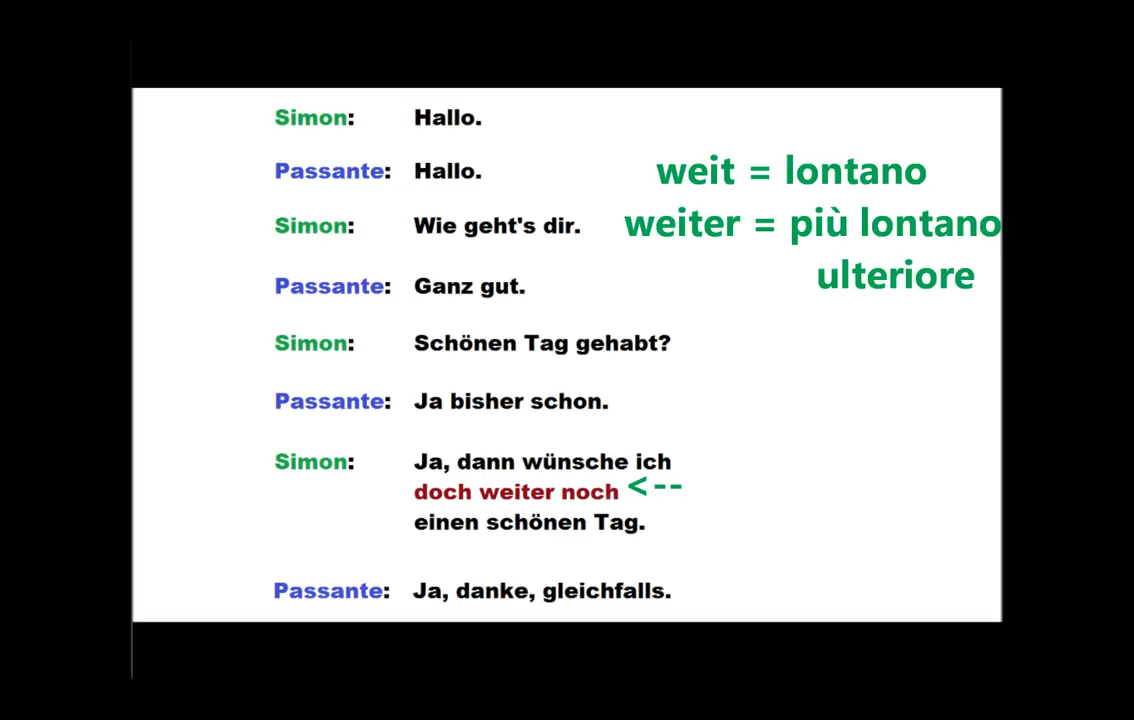 Simon: Hallo.
Passante: Hallo.
weit = lontano
Simon: Wie geht's dir.
weiter = più lontano
ulteriore
Passante: Ganz gut.
Simon: Schönen Tag gehabt?
Passante: Ja bisher schon.
Simon: Ja, dann wünsche ich
doch weiter noch <--
einen schönen Tag.
Passante: Ja, danke, gleichfalls.